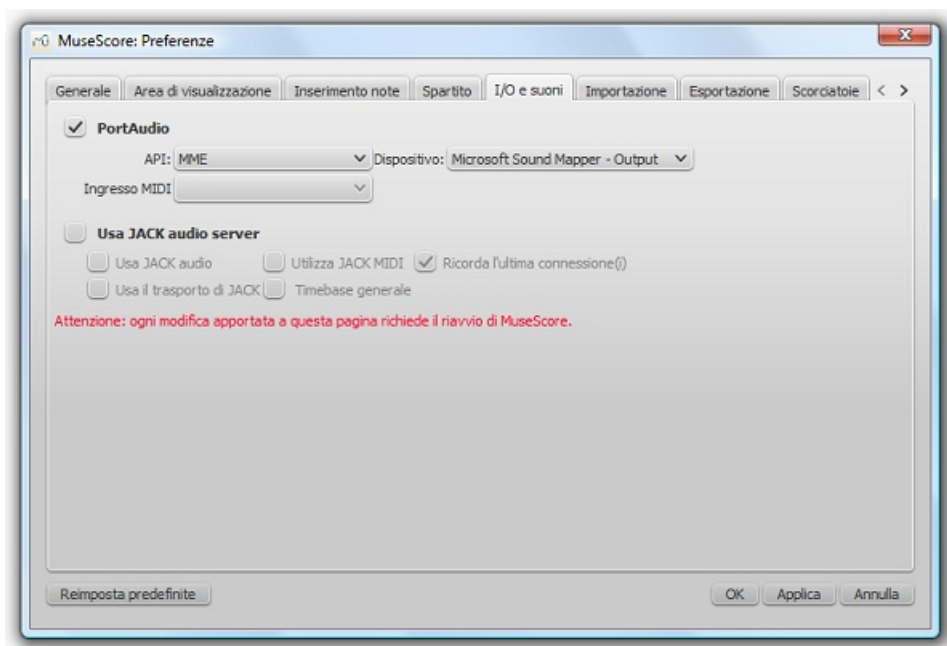 MuseScore: Preferenze
Generale Area di visualizzazione Inserimento note Spartito I/O e suoni Importazione Esportazione Scorciatoie
PortAudio
API: MME Dispositivo: Microsoft Sound Mapper - Output
Ingresso MIDI
Usa JACK audio server
Usa JACK audio Utilizza JACK MIDI Ricorda l'ultima connessione(i)
Usa il trasporto di JACK Timebase generale
Attenzione: ogni modifica apportata a questa pagina richiede il riavvio di MuseScore.
Reimposta predefinite OK Applica Annulla